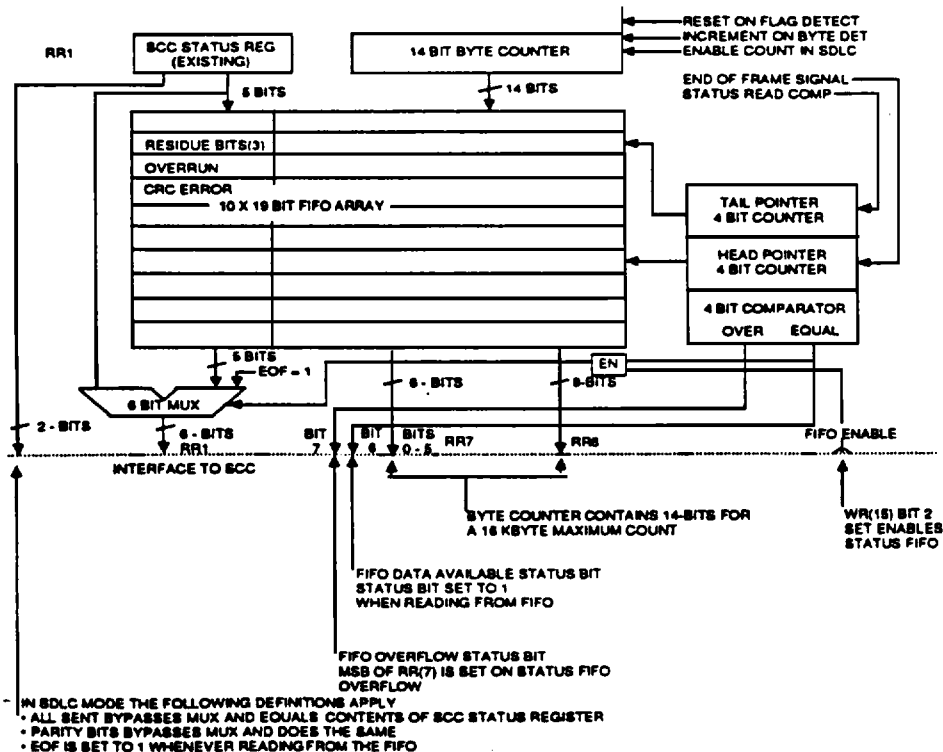 RESET ON FLAG DETECT
INCREMENT ON BYTE DET
ENABLE COUNT IN SDLC
RR1
SCC STATUS REG
(EXISTING)
14 BIT BYTE COUNTER
END OF FRAME SIGNAL
STATUS READ COMP
5 BITS
14 BITS
RESIDUE BITS(3)
OVERRUN
CRC ERROR
10 X 19 BIT FIFO ARRAY
TAIL POINTER
4 BIT COUNTER
HEAD POINTER
4 BIT COUNTER
4 BIT COMPARATOR
OVER EQUAL
5 BITS
EOF = 1
6 - BITS
8-BITS
EN
6 BIT MUX
2 - BITS
6 - BITS
RR1
BIT
7
BIT
6
BITS
0 - 5
RR7
RR6
FIFO ENABLE
INTERFACE TO SCC
BYTE COUNTER CONTAINS 14-BITS FOR
A 16 KBYTE MAXIMUM COUNT
WR(15) BIT 2
SET ENABLES
STATUS FIFO
FIFO DATA AVAILABLE STATUS BIT
STATUS BIT SET TO 1
WHEN READING FROM FIFO
FIFO OVERFLOW STATUS BIT
MSB OF RR(7) IS SET ON STATUS FIFO
OVERFLOW
IN SDLC MODE THE FOLLOWING DEFINITIONS APPLY
• ALL SENT BYPASSES MUX AND EQUALS CONTENTS OF SCC STATUS REGISTER
• PARITY BITS BYPASSES MUX AND DOES THE SAME
• EOF IS SET TO 1 WHENEVER READING FROM THE FIFO